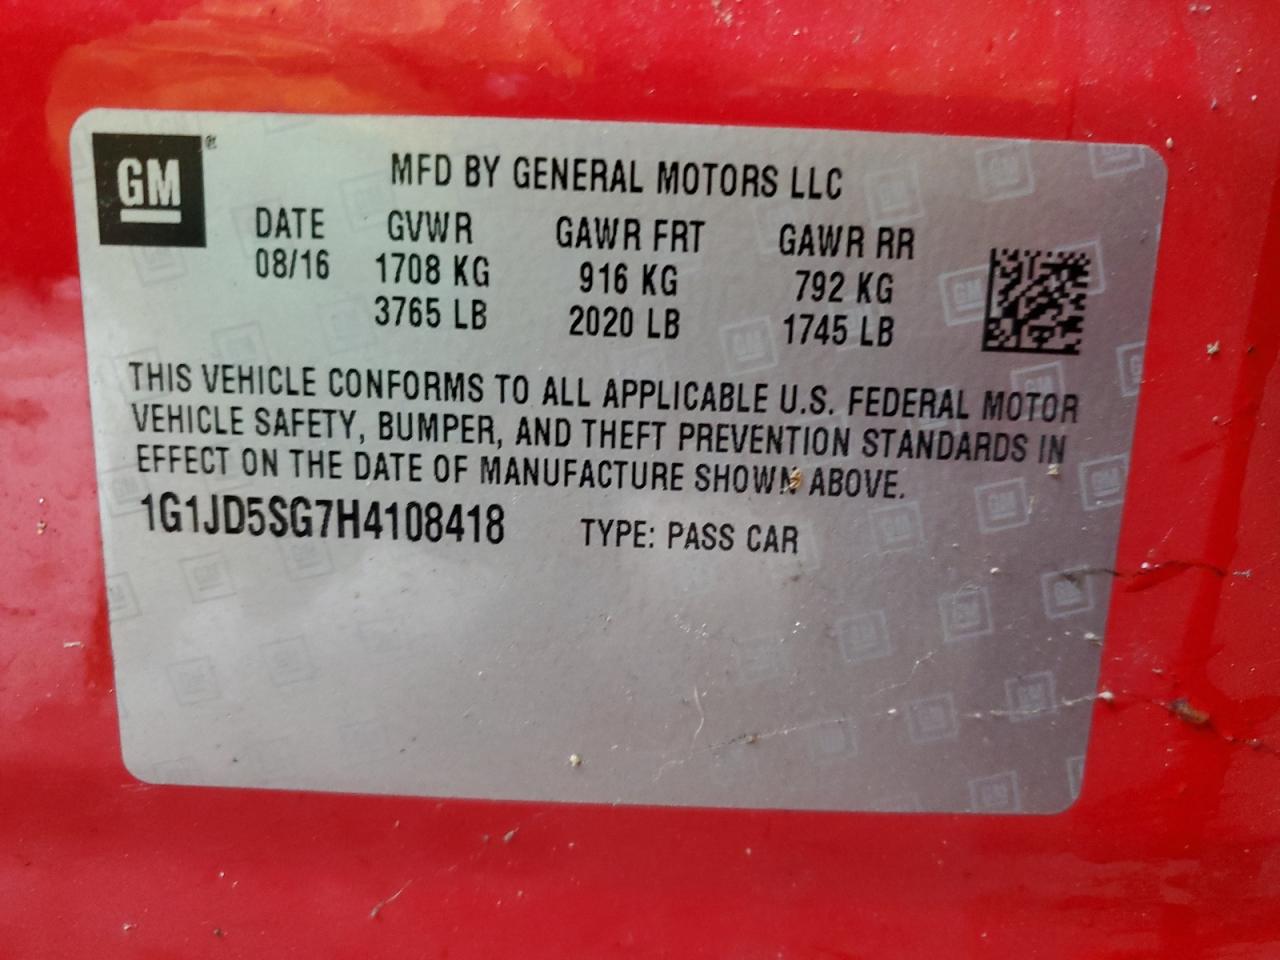 GM®
MFD BY GENERAL MOTORS LLC
DATE GVWR GAWR FRT GAWR RR
08/16 1708 KG 916 KG 792 KG
3765 LB 2020 LB 1745 LB
THIS VEHICLE CONFORMS TO ALL APPLICABLE U.S. FEDERAL MOTOR
VEHICLE SAFETY, BUMPER, AND THEFT PREVENTION STANDARDS IN
EFFECT ON THE DATE OF MANUFACTURE SHOWN ABOVE.
1G1JD5SG7H4108418 TYPE: PASS CAR